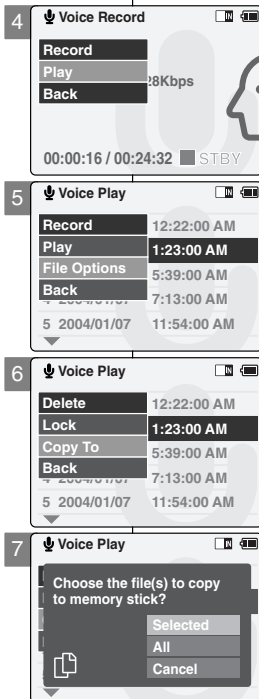 4
Voice Record
IN
Record
Play
Back
28Kbps
00:00:16 / 00:24:32 STBY
5
Voice Play
IN
Record 12:22:00 AM
Play 1:23:00 AM
File Options 5:39:00 AM
Back 7:13:00 AM
5 2004/01/07 11:54:00 AM
6
Voice Play
IN
Delete 12:22:00 AM
Lock 1:23:00 AM
Copy To 5:39:00 AM
Back 7:13:00 AM
5 2004/01/07 11:54:00 AM
7
Voice Play
IN
Choose the file(s) to copy
to memory stick?
Selected
All
Cancel